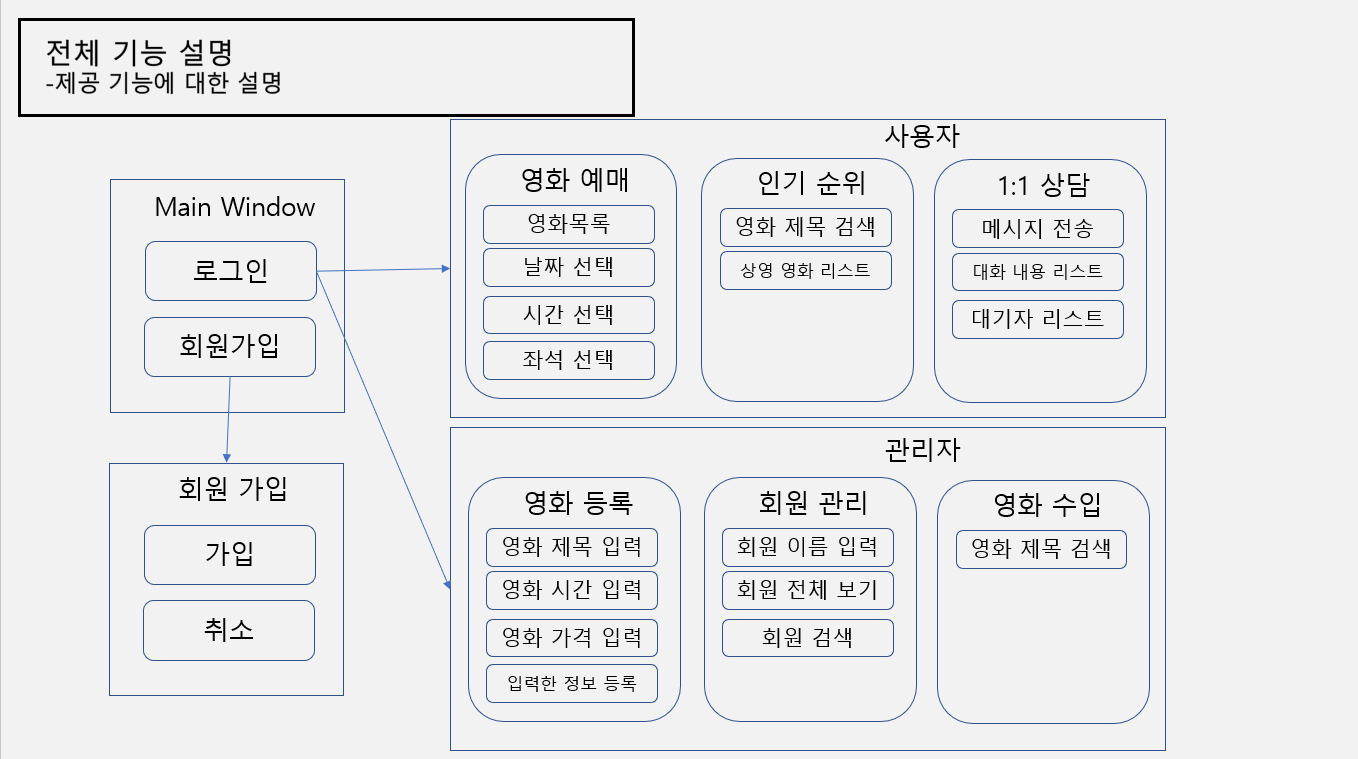 전체 기능 설명
-제공 기능에 대한 설명
Main Window
로그인
회원가입
회원 가입
가입
취소
사용자
영화 예매
영화목록
날짜 선택
시간 선택
좌석 선택
인기 순위
영화 제목 검색
상영 영화 리스트
1:1 상담
메시지 전송
대화 내용 리스트
대기자 리스트
관리자
영화 등록
영화 제목 입력
영화 시간 입력
영화 가격 입력
입력한 정보 등록
회원 관리
회원 이름 입력
회원 전체 보기
회원 검색
영화 수입
영화 제목 검색